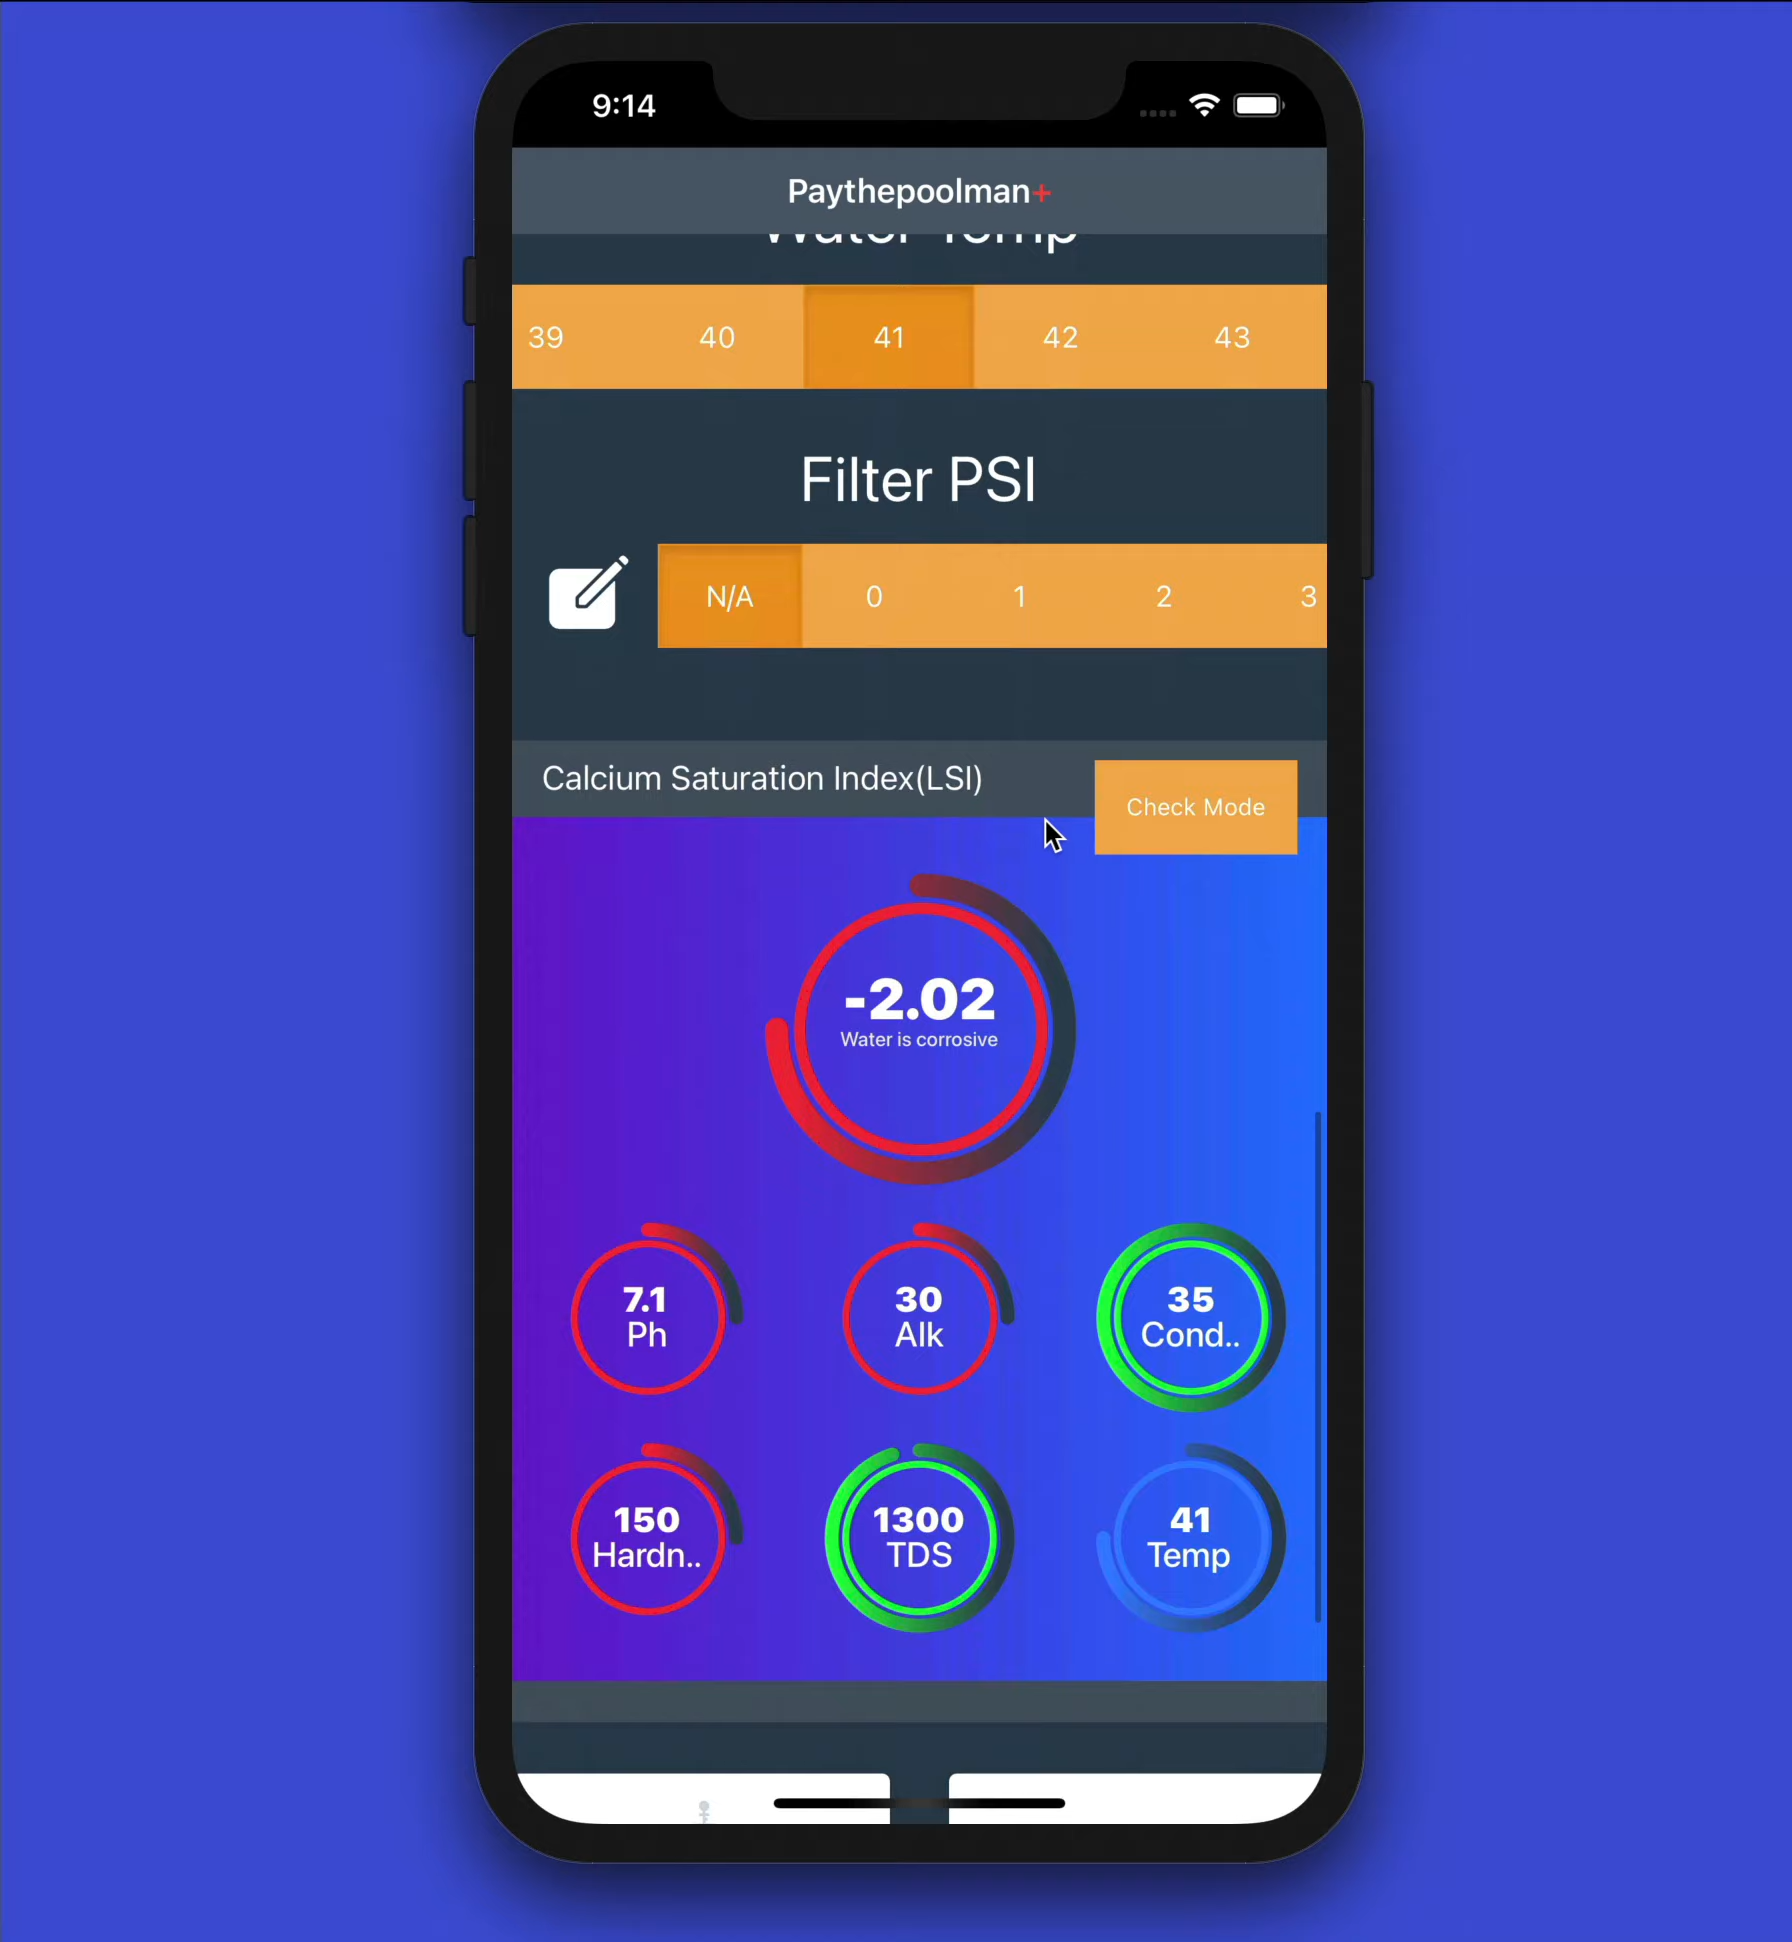 9:14
Paythepoolman+
Water Temp
39 40 41 42 43
Filter PSI
N/A 0 1 2 3
Calcium Saturation Index(LSI)
Check Mode
-2.02
Water is corrosive
7.1 30 35
Ph Alk Cond..
150 1300 41
Hardn.. TDS Temp